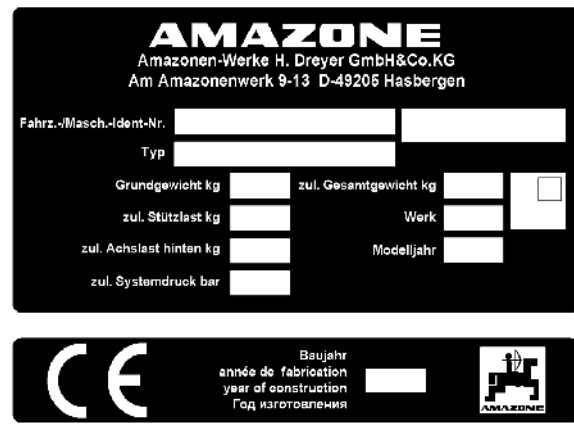 AMAZONE
Amazonen-Werke H. Dreyer GmbH&Co.KG
Am Amazonenwerk 9-13 D-49205 Hasbergen
Fahrz.-/Masch.-Ident-Nr.
Typ
Grundgewicht kg zul. Gesamtgewicht kg
zul. Stützlast kg Werk
zul. Achslast hinten kg Modelljahr
zul. Systemdruck bar
CE
Baujahr
année de fabrication
year of construction
Год изготовления
AMAZONE